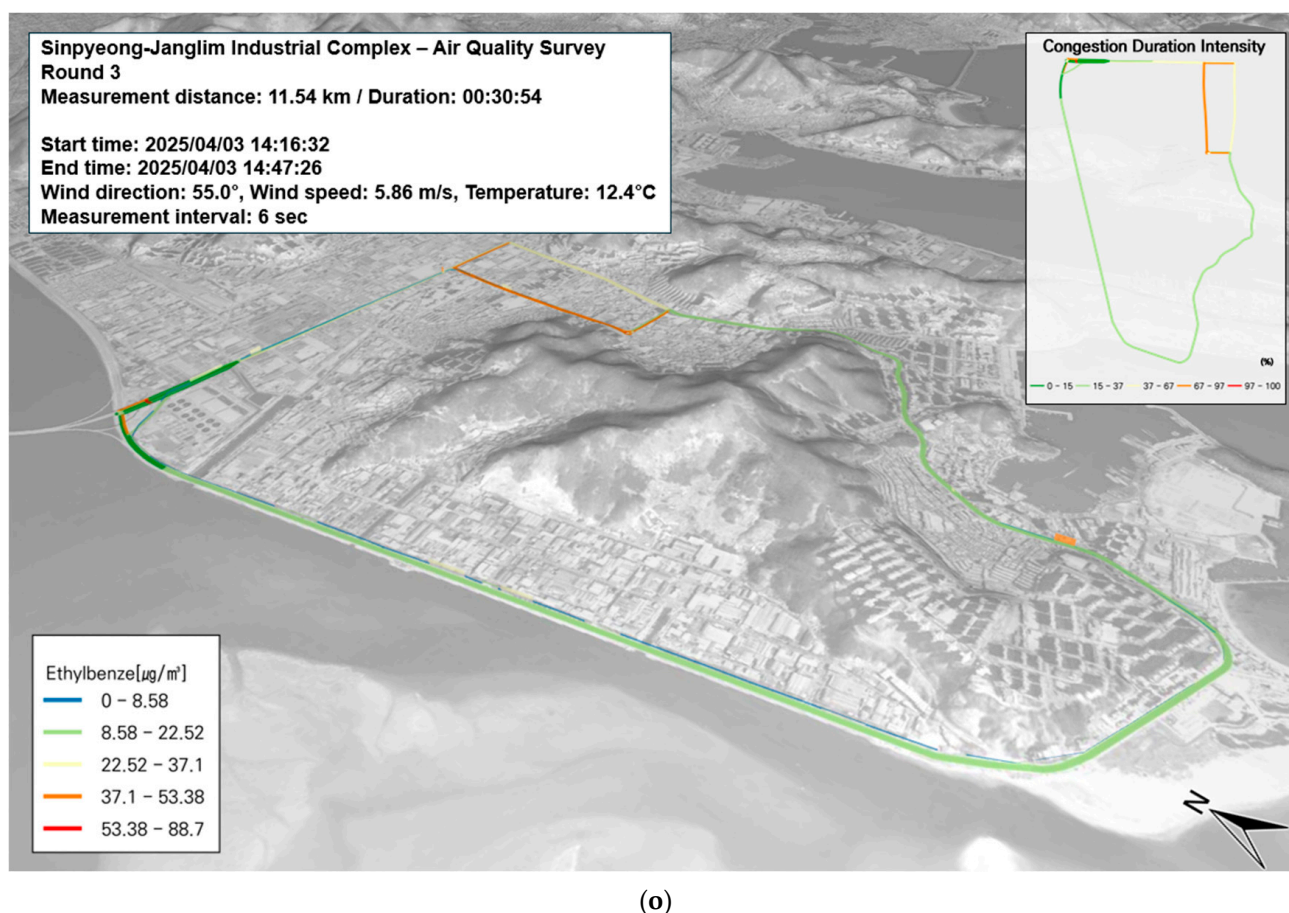 Sinpyeong-Janglim Industrial Complex – Air Quality Survey
Round 3
Measurement distance: 11.54 km / Duration: 00:30:54
Start time: 2025/04/03 14:16:32
End time: 2025/04/03 14:47:26
Wind direction: 55.0°, Wind speed: 5.86 m/s, Temperature: 12.4°C
Measurement interval: 6 sec
Congestion Duration Intensity
(%)
0 - 15 15 - 37 37 - 67 67 - 97 97 - 100
Ethylbenze[㎍/㎥]
0 - 8.58
8.58 - 22.52
22.52 - 37.1
37.1 - 53.38
53.38 - 88.7
N
(o)